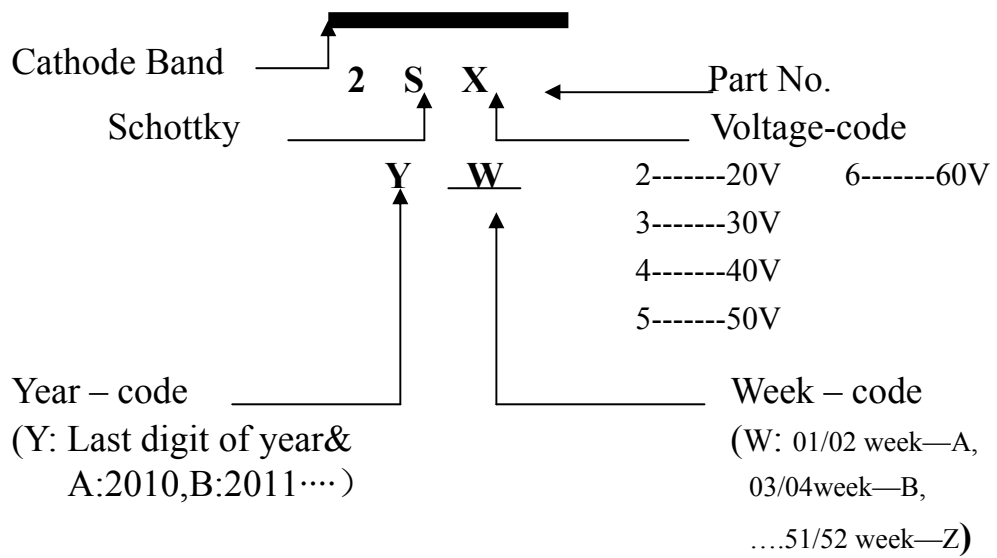 Cathode Band
2 S X
Part No.
Schottky
Voltage-code
Y W
2-------20V 6-------60V
3-------30V
4-------40V
5-------50V
Year – code
(Y: Last digit of year&
A:2010,B:2011····）
Week – code
(W: 01/02 week—A,
03/04week—B,
….51/52 week—Z)